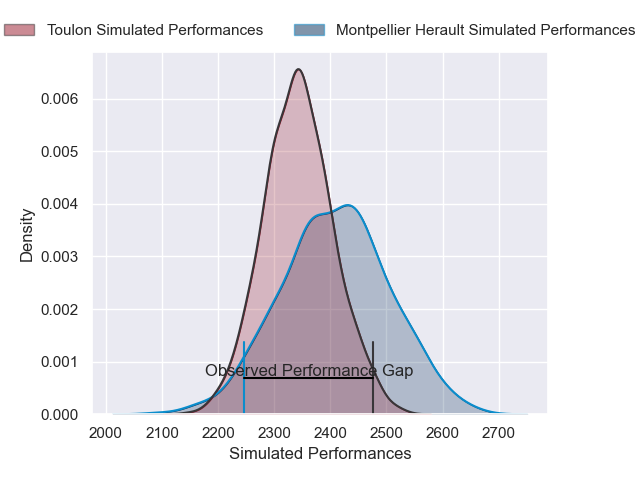 Toulon Simulated Performances
Montpellier Herault Simulated Performances
0.006
0.005
0.004
0.003
0.002
0.001
0.000
Density
Observed Performance Gap
2000 2100 2200 2300 2400 2500 2600 2700
Simulated Performances